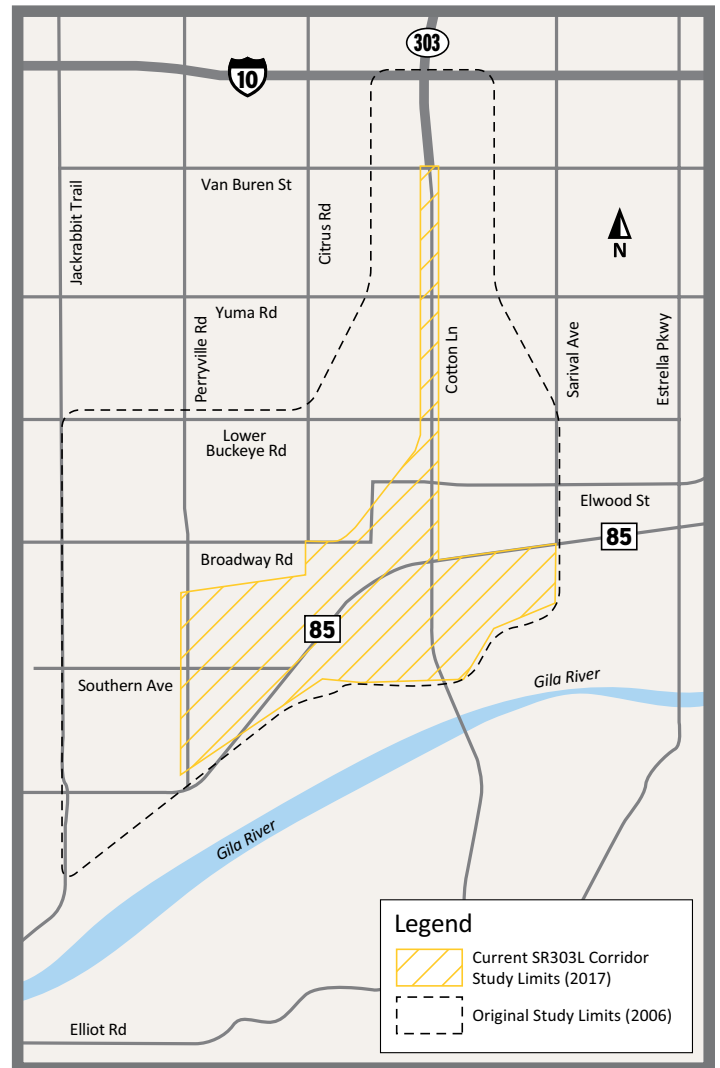 303
10
Van Buren St
Jackrabbit Trail
Citrus Rd
N
Yuma Rd
Perryville Rd
Cotton Ln
Sarival Ave
Estrella Pkwy
Lower
Buckeye Rd
Elwood St
85
Broadway Rd
85
Southern Ave
Gila River
Gila River
Legend
Current SR303L Corridor
Study Limits (2017)
Original Study Limits (2006)
Elliot Rd